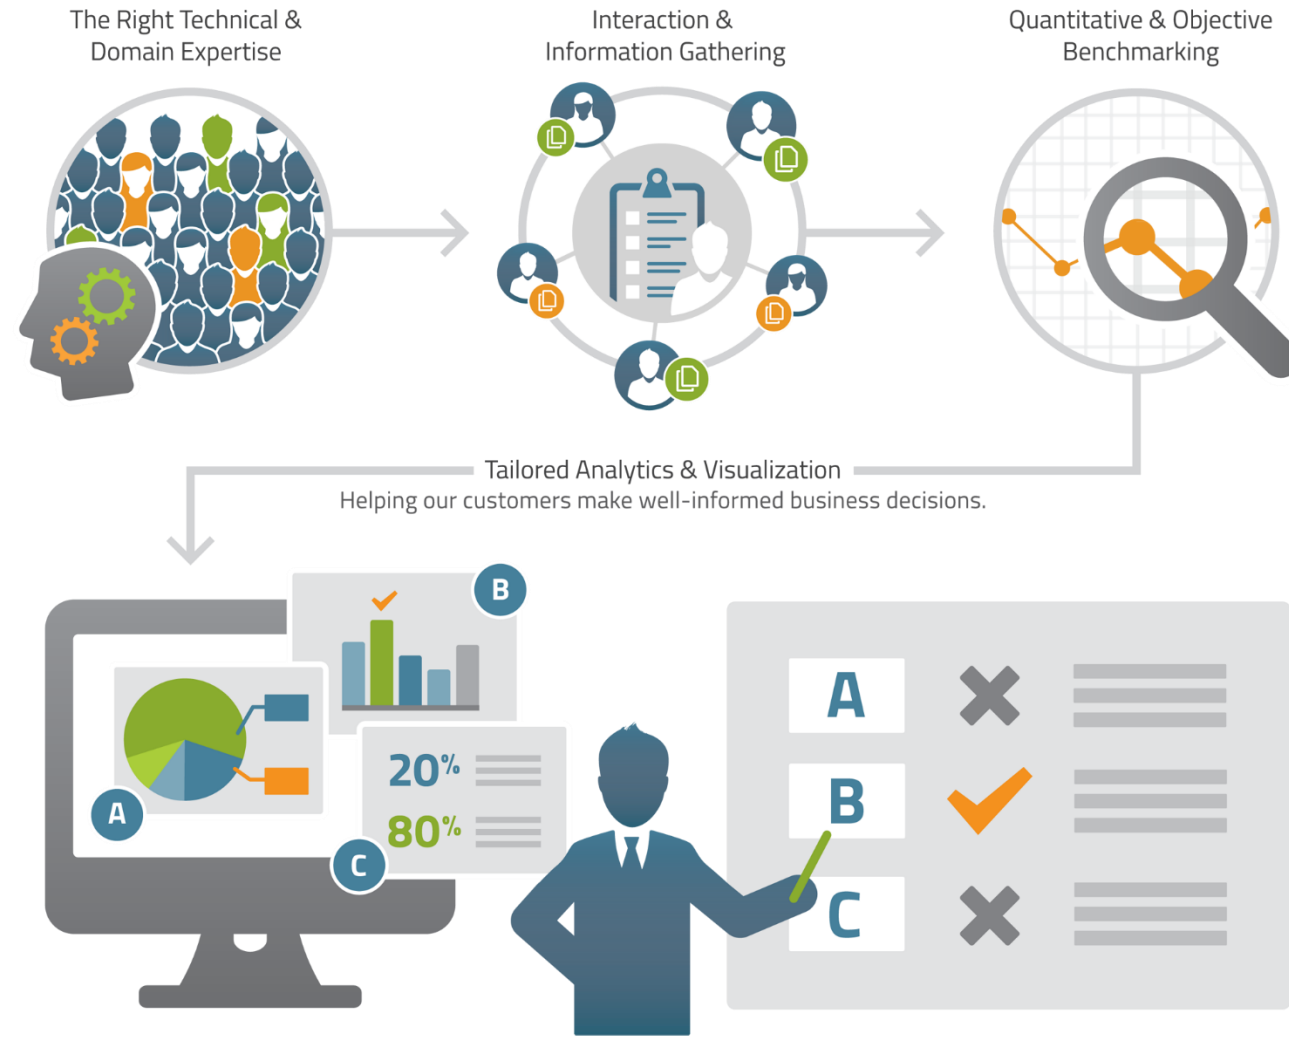 The Right Technical &
Domain Expertise
Interaction &
Information Gathering
Quantitative & Objective
Benchmarking
Tailored Analytics & Visualization
Helping our customers make well-informed business decisions.
B
A
20%
80%
C
A
B
C